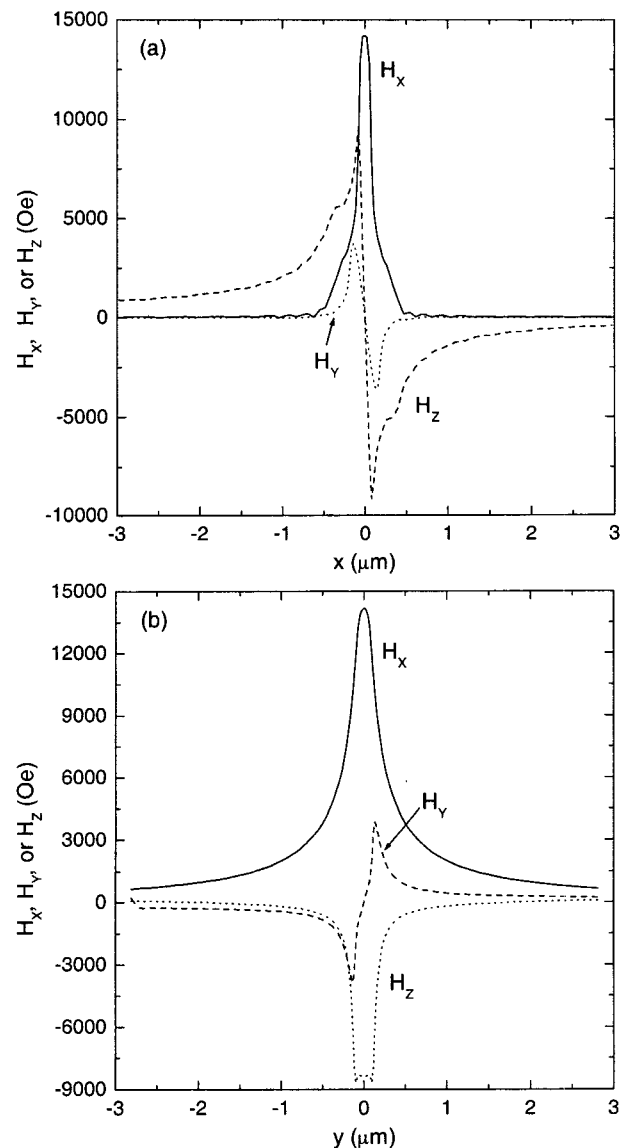 15000
(a)
H_X
10000
5000
0
-5000
-10000
H_X, H_Y, or H_Z (Oe)
H_Y
H_Z
-3 -2 -1 0 1 2 3
x (μm)
15000
(b)
12000
H_X
9000
6000
H_Y
3000
0
-3000
H_Z
-6000
-9000
H_X, H_Y, or H_Z (Oe)
-3 -2 -1 0 1 2 3
y (μm)